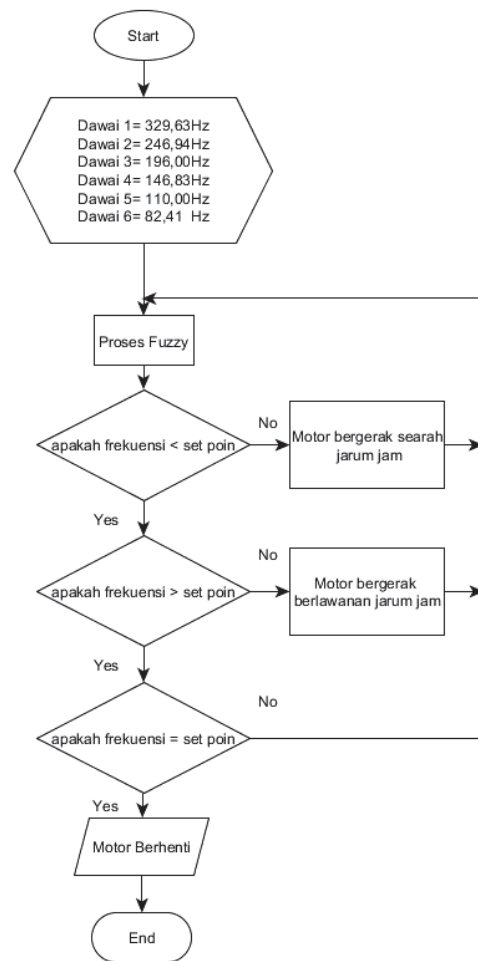 Start
Dawai 1= 329,63Hz
Dawai 2= 246,94Hz
Dawai 3= 196,00Hz
Dawai 4= 146,83Hz
Dawai 5= 110,00Hz
Dawai 6= 82,41 Hz
Proses Fuzzy
apakah frekuensi < set poin
No
Motor bergerak searah
jarum jam
Yes
apakah frekuensi > set poin
No
Motor bergerak
berlawanan jarum jam
Yes
apakah frekuensi = set poin
No
Yes
Motor Berhenti
End